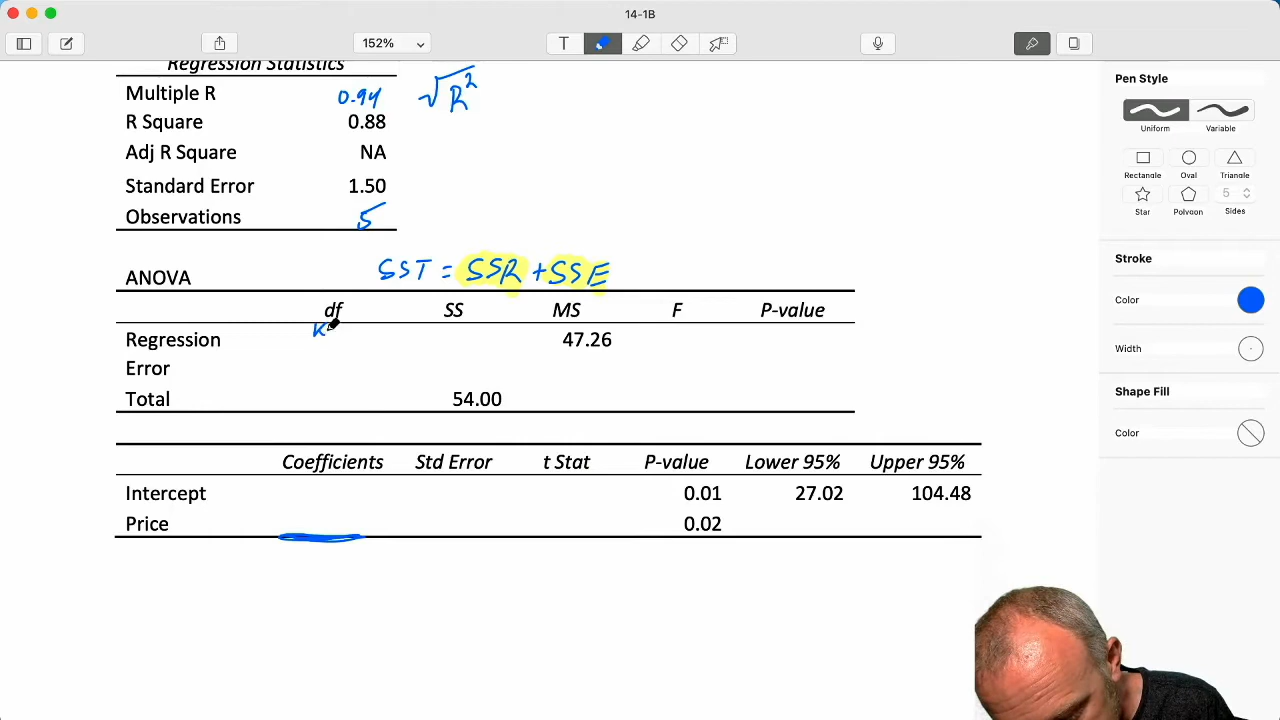 14-1B
152%
T
Regression Statistics
Multiple R 0.94 √R²
R Square 0.88
Adj R Square NA
Standard Error 1.50
Observations 5
ANOVA SST = SSR + SSE
df SS MS F P-value
K
Regression 47.26
Error
Total 54.00
Coefficients Std Error t Stat P-value Lower 95% Upper 95%
Intercept 0.01 27.02 104.48
Price 0.02
Pen Style
Uniform Variable
Rectangle Oval Triangle
5
Star Polygon Sides
Stroke
Color
Width
Shape Fill
Color